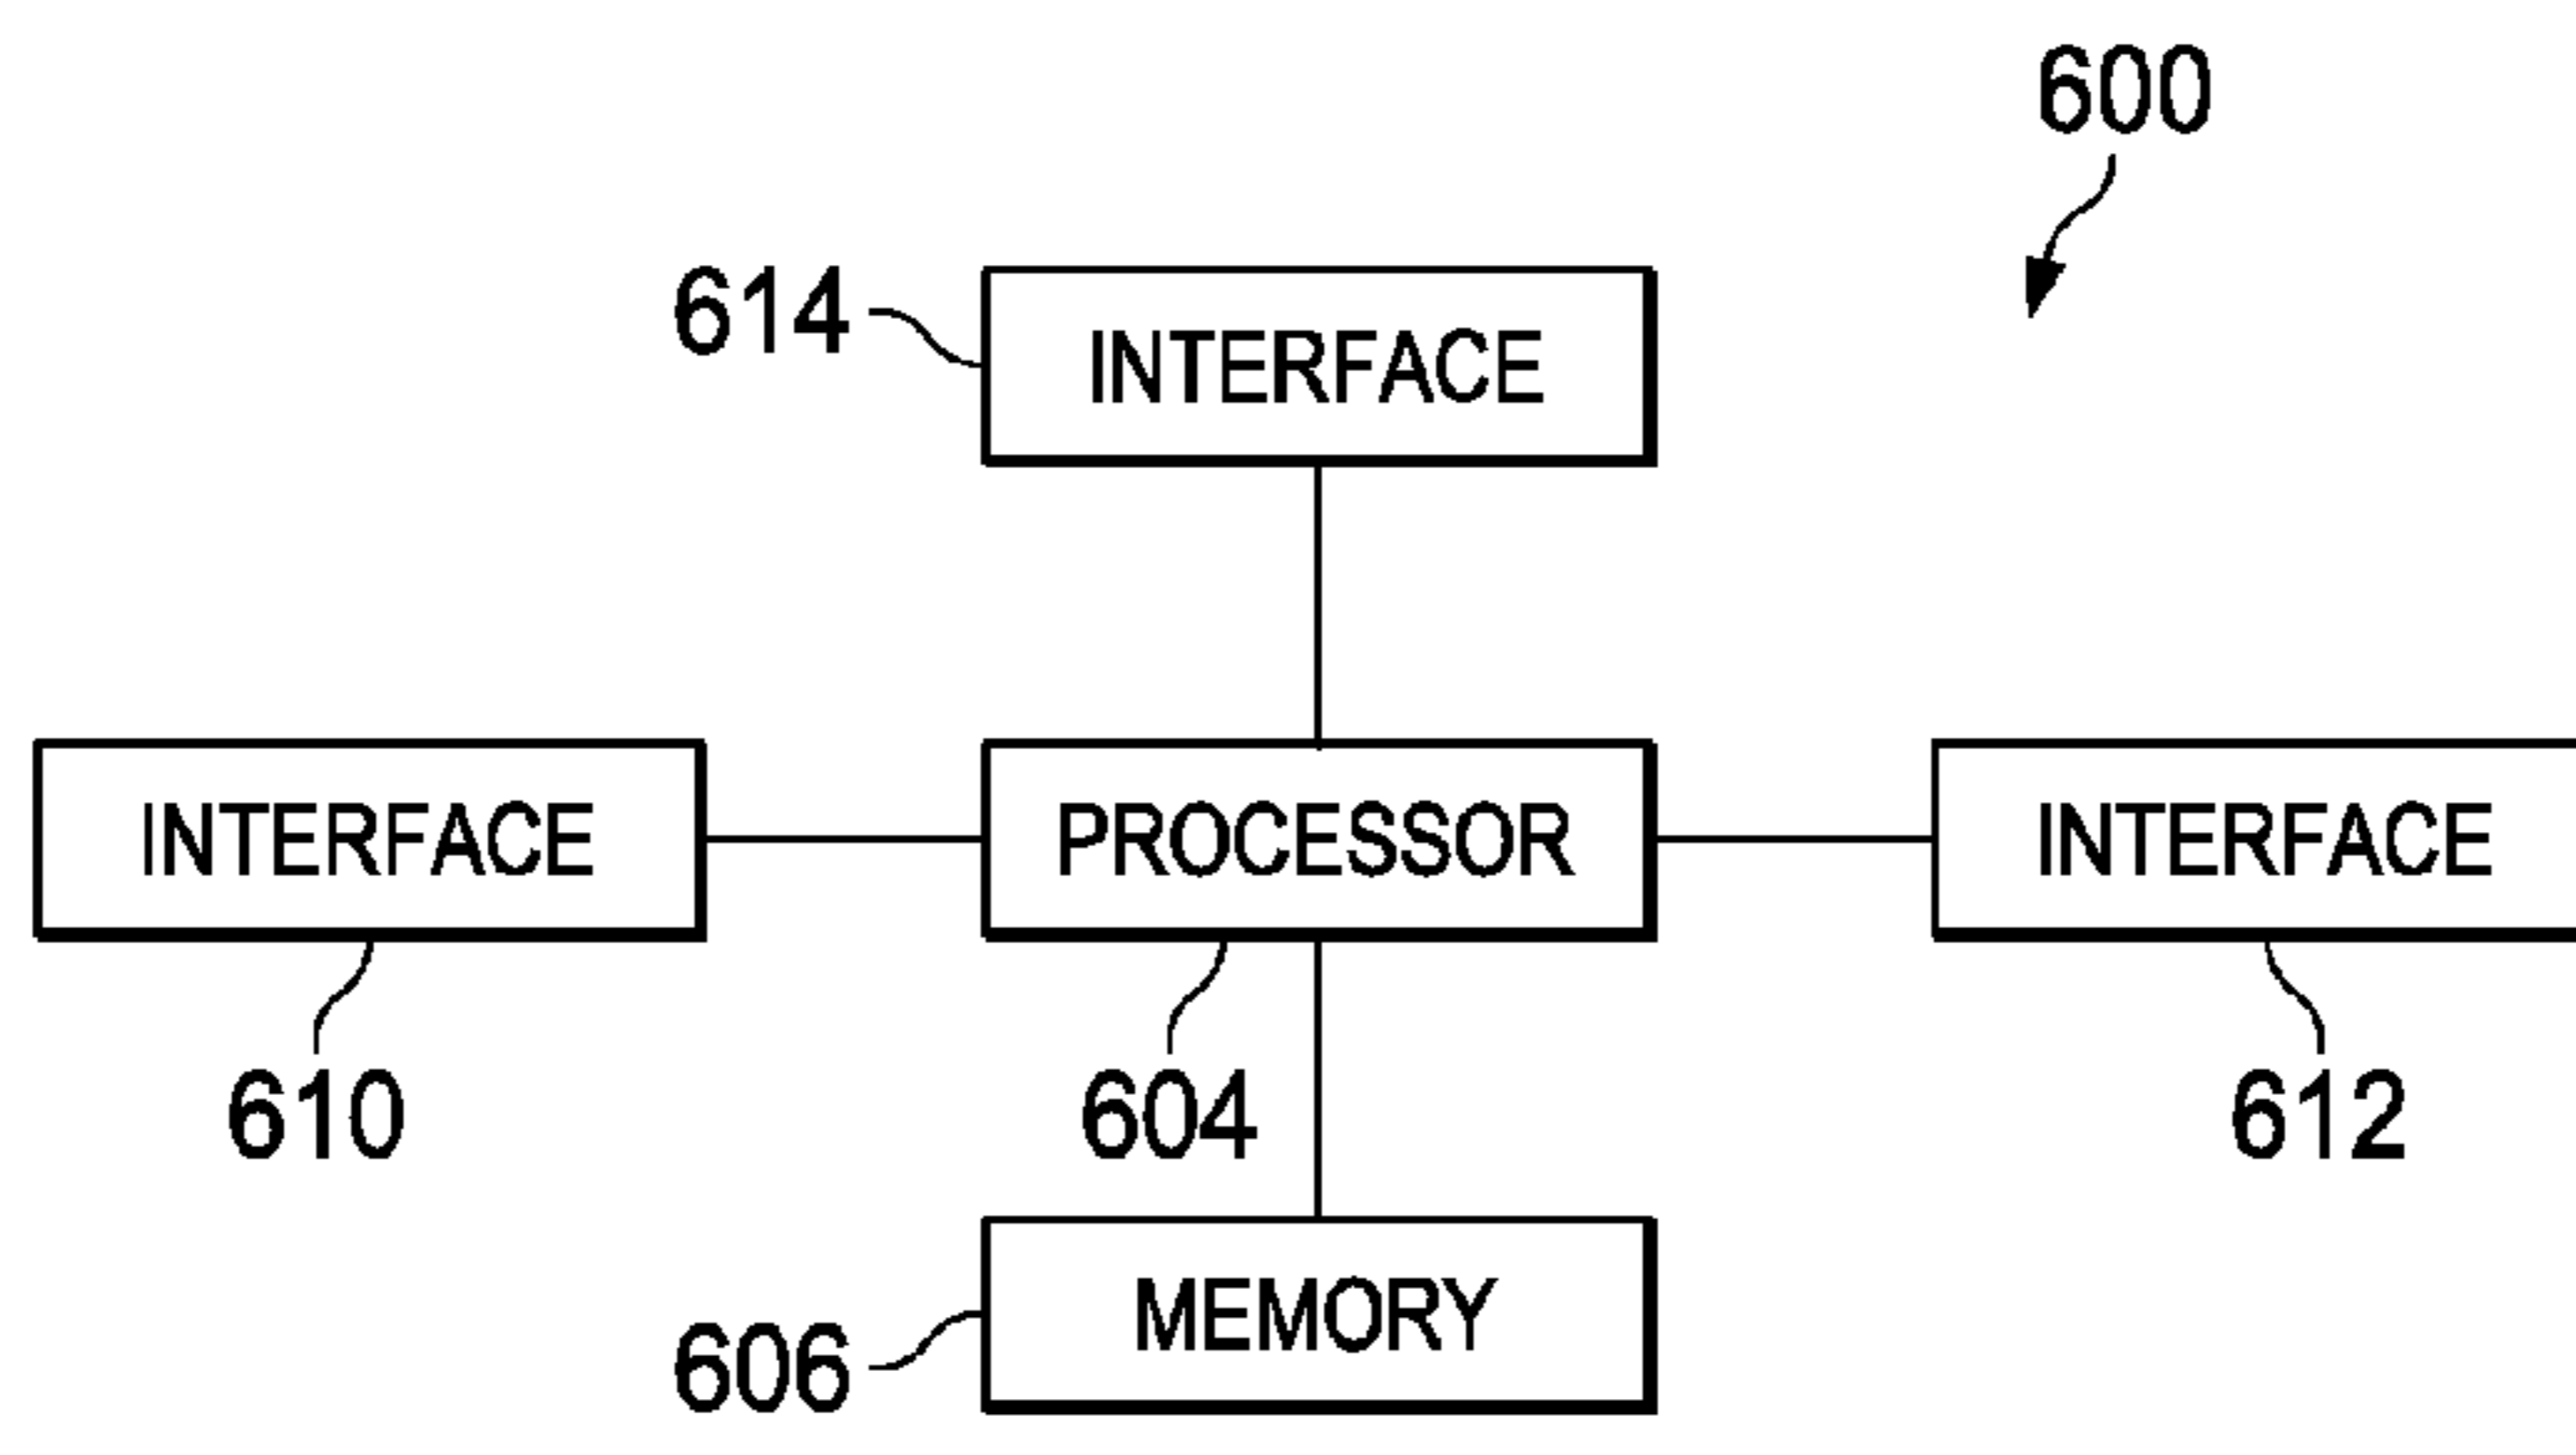 600
614
INTERFACE
INTERFACE
PROCESSOR
INTERFACE
610
604
612
MEMORY
606